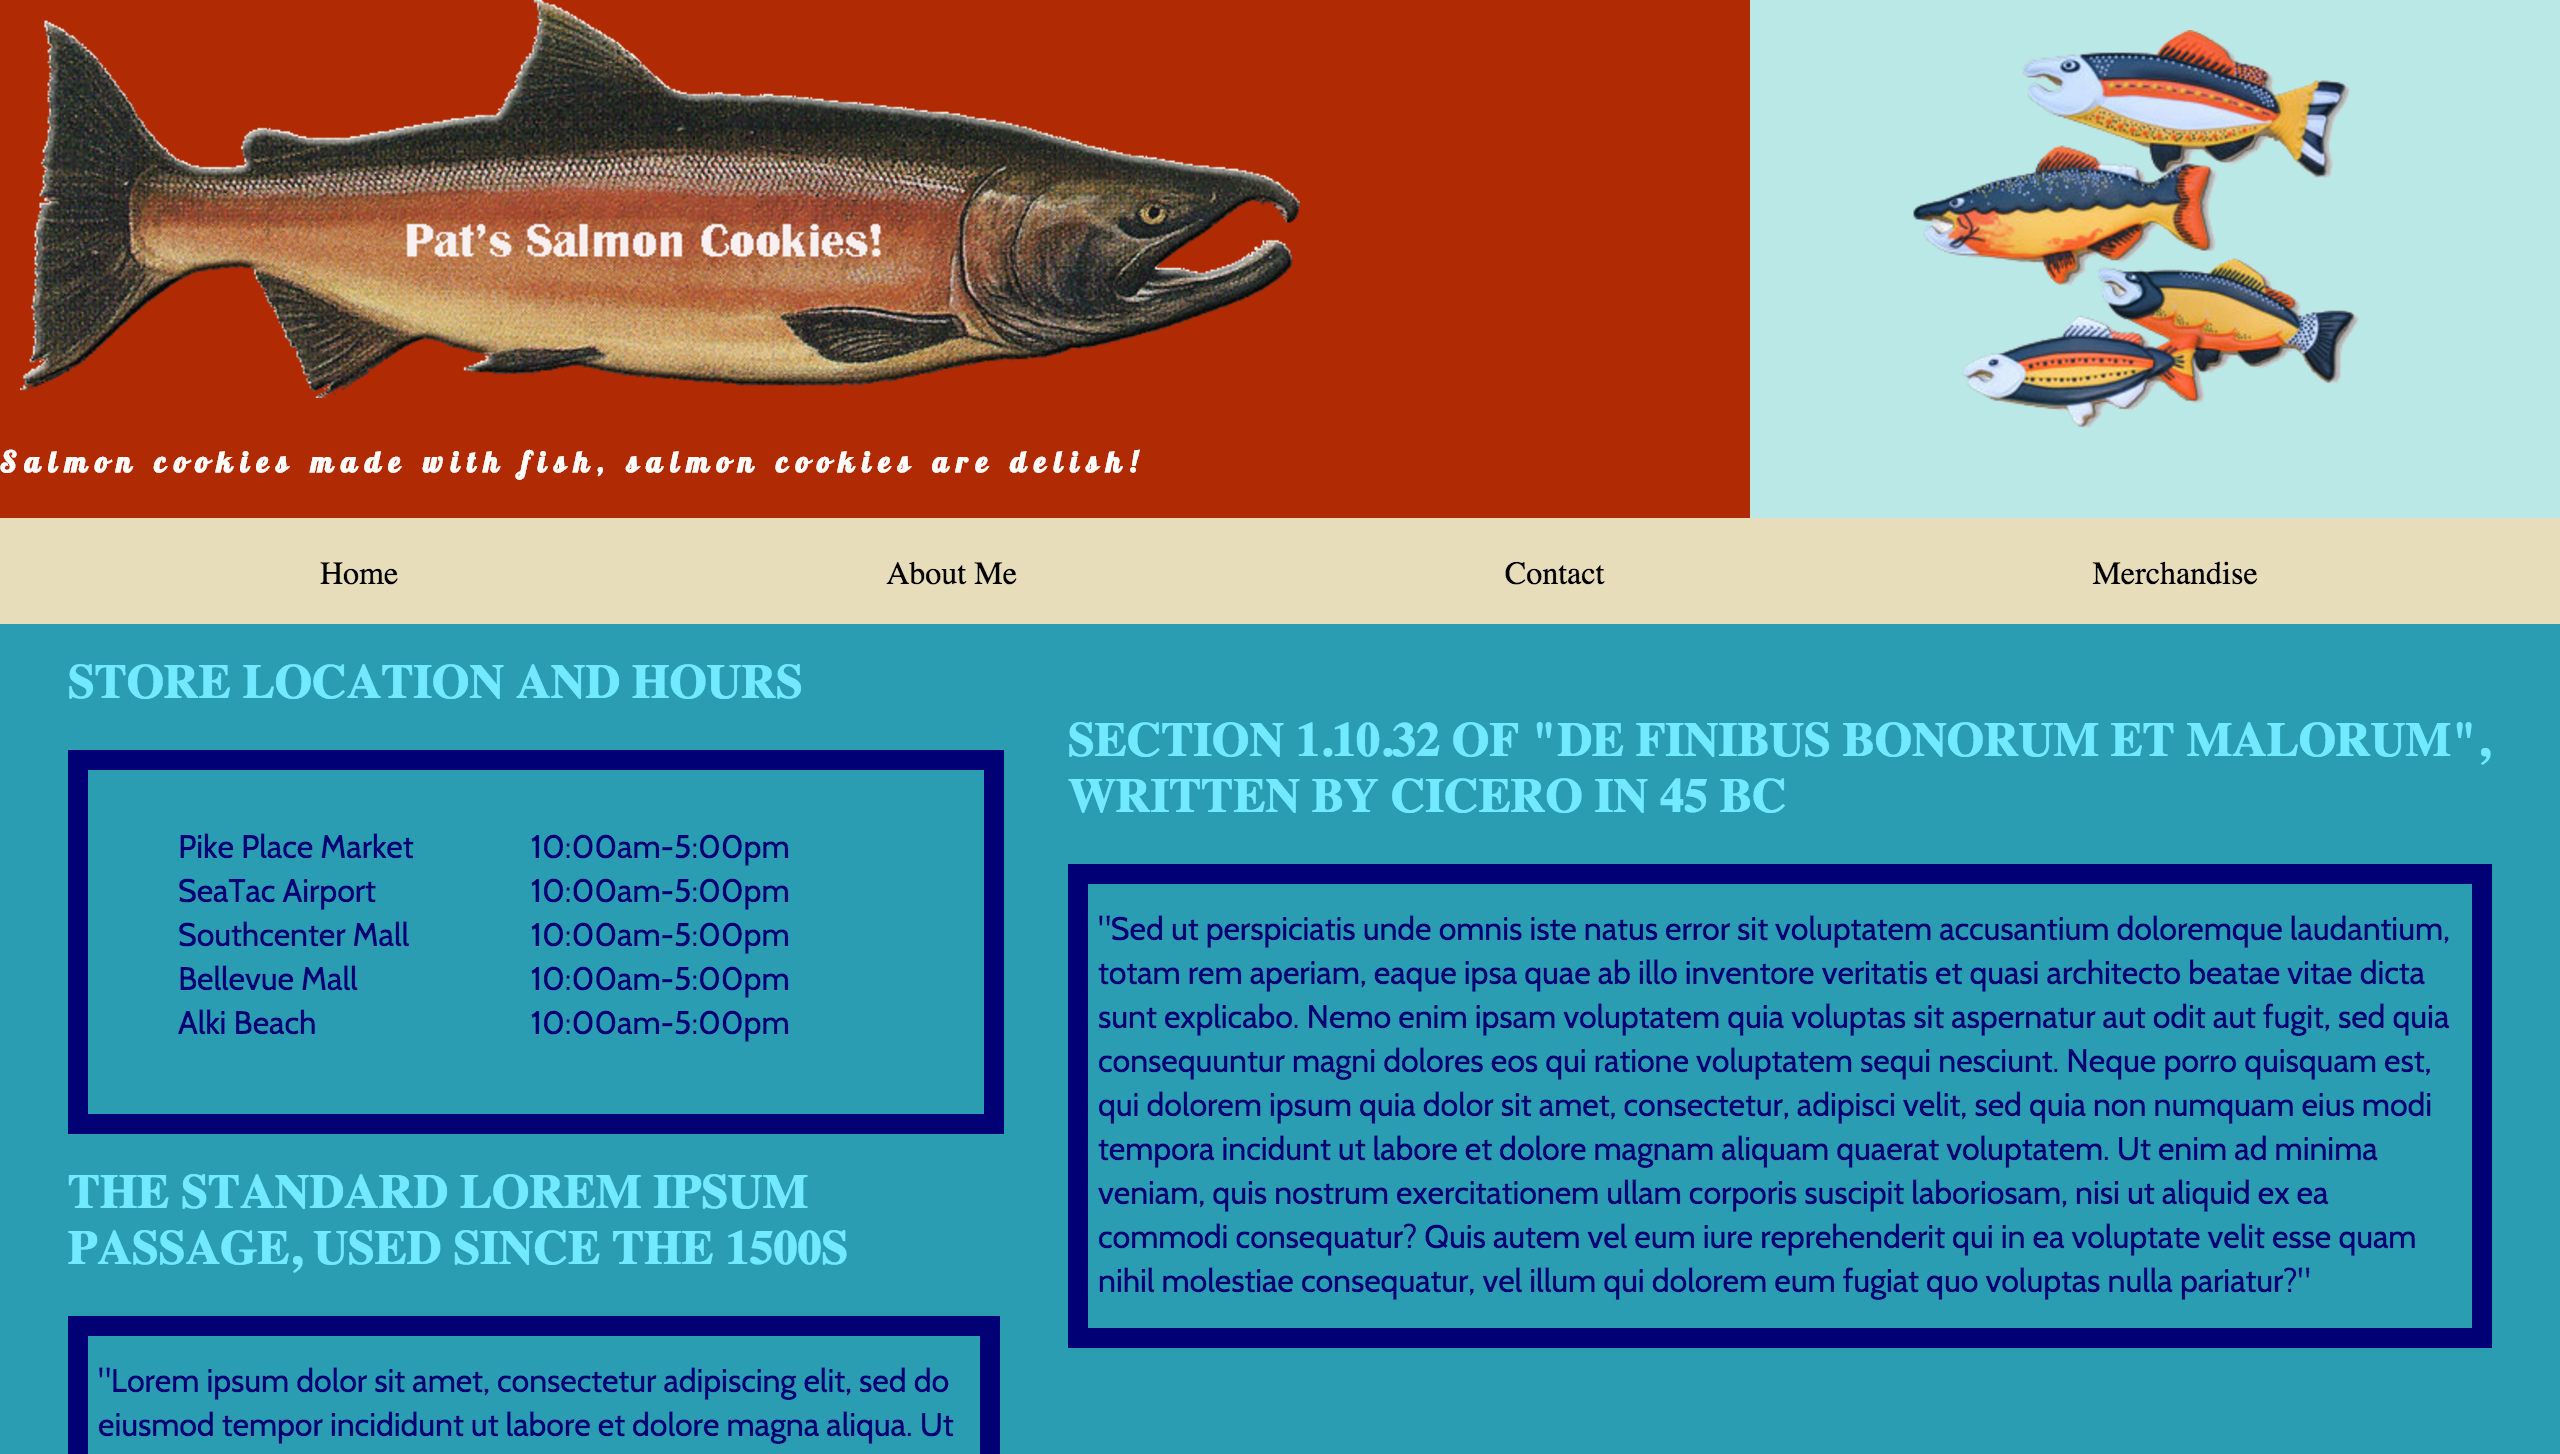 Pat's Salmon Cookies!
Salmon cookies made with fish, salmon cookies are delish!
Home
About Me
Contact
Merchandise
STORE LOCATION AND HOURS
Pike Place Market 10:00am-5:00pm
SeaTac Airport 10:00am-5:00pm
Southcenter Mall 10:00am-5:00pm
Bellevue Mall 10:00am-5:00pm
Alki Beach 10:00am-5:00pm
THE STANDARD LOREM IPSUM
PASSAGE, USED SINCE THE 1500S
"Lorem ipsum dolor sit amet, consectetur adipiscing elit, sed do
eiusmod tempor incididunt ut labore et dolore magna aliqua. Ut
SECTION 1.10.32 OF "DE FINIBUS BONORUM ET MALORUM",
WRITTEN BY CICERO IN 45 BC
"Sed ut perspiciatis unde omnis iste natus error sit voluptatem accusantium doloremque laudantium,
totam rem aperiam, eaque ipsa quae ab illo inventore veritatis et quasi architecto beatae vitae dicta
sunt explicabo. Nemo enim ipsam voluptatem quia voluptas sit aspernatur aut odit aut fugit, sed quia
consequuntur magni dolores eos qui ratione voluptatem sequi nesciunt. Neque porro quisquam est,
qui dolorem ipsum quia dolor sit amet, consectetur, adipisci velit, sed quia non numquam eius modi
tempora incidunt ut labore et dolore magnam aliquam quaerat voluptatem. Ut enim ad minima
veniam, quis nostrum exercitationem ullam corporis suscipit laboriosam, nisi ut aliquid ex ea
commodi consequatur? Quis autem vel eum iure reprehenderit qui in ea voluptate velit esse quam
nihil molestiae consequatur, vel illum qui dolorem eum fugiat quo voluptas nulla pariatur?"